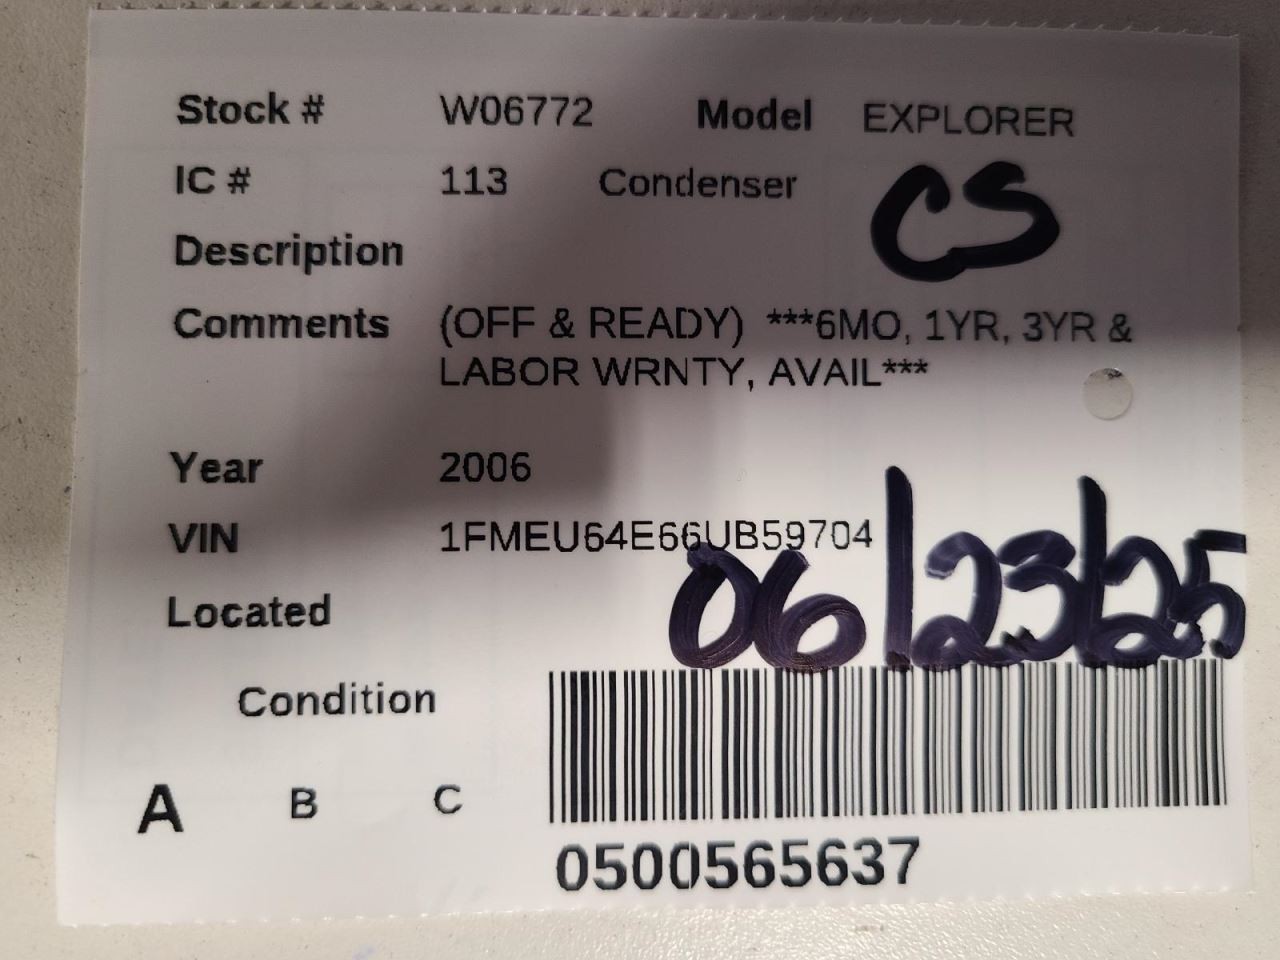 Stock # W06772 Model EXPLORER
IC # 113 Condenser
CS
Description
Comments (OFF & READY) ***6MO, 1YR, 3YR &
LABOR WRNTY, AVAIL***
Year 2006
VIN 1FMEU64E66UB59704
06/23/25
Located
Condition
A B C
0500565637